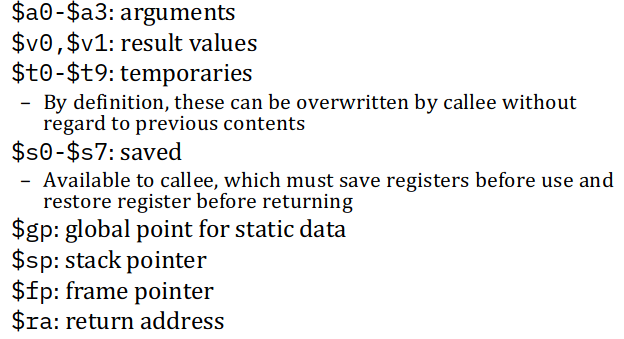 $a0-$a3: arguments
$v0,$v1: result values
$t0-$t9: temporaries
– By definition, these can be overwritten by callee without
regard to previous contents
$s0-$s7: saved
– Available to callee, which must save registers before use and
restore register before returning
$gp: global point for static data
$sp: stack pointer
$fp: frame pointer
$ra: return address